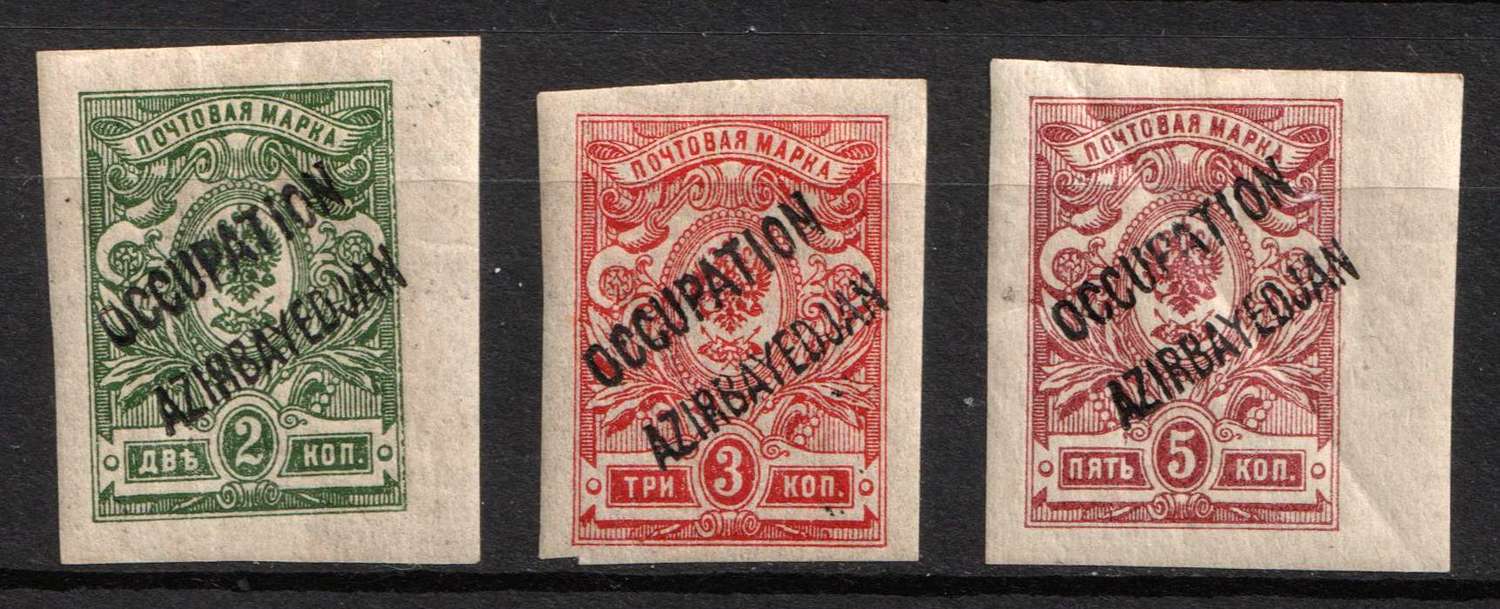 ПОЧТОВАЯ МАРКА
OCCUPATION
AZIRBAYEDJAN
ДВѢ 2 КОП.
ПОЧТОВАЯ МАРКА
OCCUPATION
AZIRBAYEDJAN
ТРИ 3 КОП.
ПОЧТОВАЯ МАРКА
OCCUPATION
AZIRBAYEDJAN
ПЯТЬ 5 КОП.